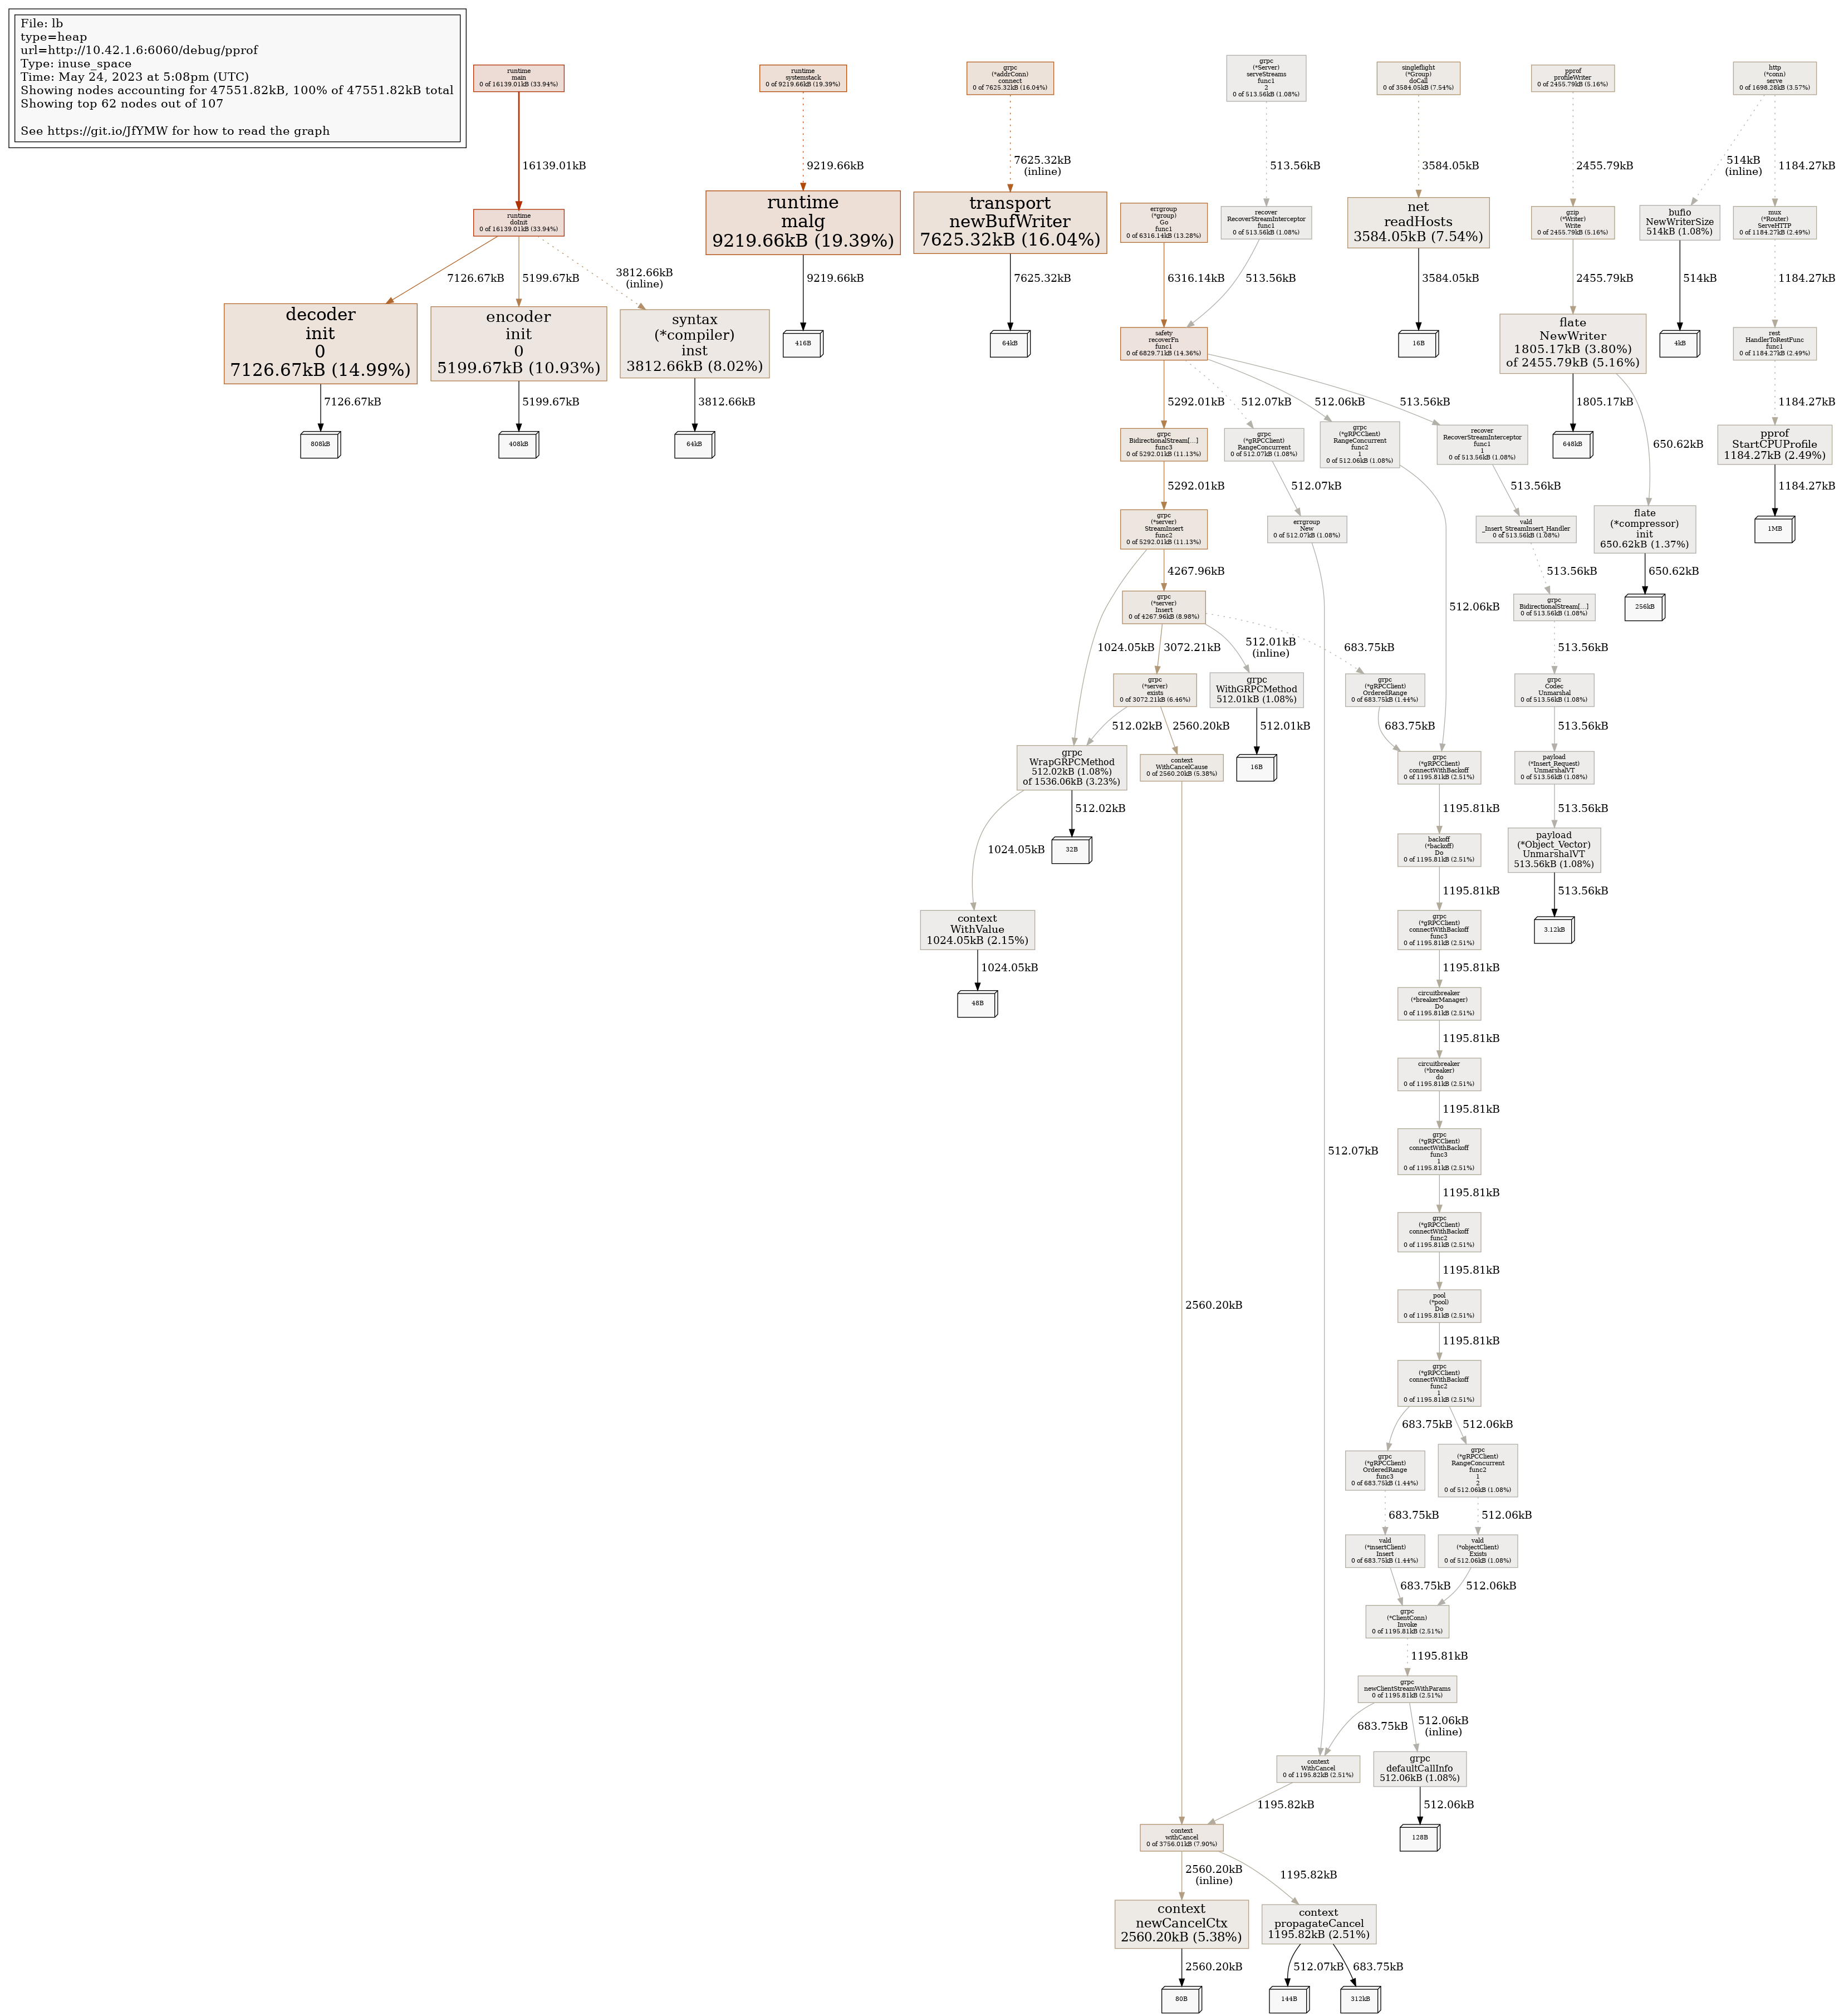 File: lb
type=heap
url=http://10.42.1.6:6060/debug/pprof
Type: inuse_space
Time: May 24, 2023 at 5:08pm (UTC)
Showing nodes accounting for 47551.82kB, 100% of 47551.82kB total
Showing top 62 nodes out of 107
See https://git.io/JfYMW for how to read the graph
runtime
main
0 of 16139.01kB (33.94%)
runtime
systemstack
0 of 9219.66kB (19.39%)
grpc
(*addrConn)
connect
0 of 7625.32kB (16.04%)
grpc
(*Server)
serveStreams
func1
2
0 of 513.56kB (1.08%)
singleflight
(*Group)
doCall
0 of 3584.05kB (7.54%)
pprof
profileWriter
0 of 2455.79kB (5.16%)
http
(*conn)
serve
0 of 1698.28kB (3.57%)
16139.01kB
9219.66kB
7625.32kB
(inline)
513.56kB
3584.05kB
2455.79kB
514kB
(inline)
1184.27kB
runtime
doInit
0 of 16139.01kB (33.94%)
runtime
malg
9219.66kB (19.39%)
transport
newBufWriter
7625.32kB (16.04%)
errgroup
(*group)
Go
func1
0 of 6316.14kB (13.28%)
recover
RecoverStreamInterceptor
func1
0 of 513.56kB (1.08%)
net
readHosts
3584.05kB (7.54%)
gzip
(*Writer)
Write
0 of 2455.79kB (5.16%)
bufio
NewWriterSize
514kB (1.08%)
mux
(*Router)
ServeHTTP
0 of 1184.27kB (2.49%)
7126.67kB
5199.67kB
3812.66kB
(inline)
9219.66kB
7625.32kB
6316.14kB
513.56kB
3584.05kB
2455.79kB
514kB
1184.27kB
decoder
init
0
7126.67kB (14.99%)
encoder
init
0
5199.67kB (10.93%)
syntax
(*compiler)
inst
3812.66kB (8.02%)
416B
64kB
safety
recoverFn
func1
0 of 6829.71kB (14.36%)
16B
flate
NewWriter
1805.17kB (3.80%)
of 2455.79kB (5.16%)
4kB
rest
HandlerToRestFunc
func1
0 of 1184.27kB (2.49%)
7126.67kB
5199.67kB
3812.66kB
5292.01kB
512.07kB
512.06kB
513.56kB
1805.17kB
650.62kB
1184.27kB
808kB
408kB
64kB
grpc
BidirectionalStream[...]
func3
0 of 5292.01kB (11.13%)
grpc
(*gRPCClient)
RangeConcurrent
0 of 512.07kB (1.08%)
grpc
(*gRPCClient)
RangeConcurrent
func2
1
0 of 512.06kB (1.08%)
recover
RecoverStreamInterceptor
func1
1
0 of 513.56kB (1.08%)
648kB
pprof
StartCPUProfile
1184.27kB (2.49%)
5292.01kB
512.07kB
513.56kB
1184.27kB
grpc
(*server)
StreamInsert
func2
0 of 5292.01kB (11.13%)
errgroup
New
0 of 512.07kB (1.08%)
vald
_Insert_StreamInsert_Handler
0 of 513.56kB (1.08%)
flate
(*compressor)
init
650.62kB (1.37%)
1MB
4267.96kB
513.56kB
650.62kB
grpc
(*server)
Insert
0 of 4267.96kB (8.98%)
512.06kB
grpc
BidirectionalStream[...]
0 of 513.56kB (1.08%)
256kB
1024.05kB
3072.21kB
512.01kB
(inline)
683.75kB
513.56kB
grpc
(*server)
exists
0 of 3072.21kB (6.46%)
grpc
WithGRPCMethod
512.01kB (1.08%)
grpc
(*gRPCClient)
OrderedRange
0 of 683.75kB (1.44%)
grpc
Codec
Unmarshal
0 of 513.56kB (1.08%)
512.02kB
2560.20kB
512.01kB
683.75kB
513.56kB
grpc
WrapGRPCMethod
512.02kB (1.08%)
of 1536.06kB (3.23%)
context
WithCancelCause
0 of 2560.20kB (5.38%)
16B
grpc
(*gRPCClient)
connectWithBackoff
0 of 1195.81kB (2.51%)
payload
(*Insert_Request)
UnmarshalVT
0 of 513.56kB (1.08%)
512.02kB
1195.81kB
513.56kB
1024.05kB
32B
backoff
(*backoff)
Do
0 of 1195.81kB (2.51%)
payload
(*Object_Vector)
UnmarshalVT
513.56kB (1.08%)
1195.81kB
513.56kB
context
WithValue
1024.05kB (2.15%)
grpc
(*gRPCClient)
connectWithBackoff
func3
0 of 1195.81kB (2.51%)
3.12kB
1024.05kB
1195.81kB
48B
circuitbreaker
(*breakerManager)
Do
0 of 1195.81kB (2.51%)
1195.81kB
circuitbreaker
(*breaker)
do
0 of 1195.81kB (2.51%)
1195.81kB
grpc
(*gRPCClient)
connectWithBackoff
func3
1
0 of 1195.81kB (2.51%)
512.07kB
1195.81kB
grpc
(*gRPCClient)
connectWithBackoff
func2
0 of 1195.81kB (2.51%)
1195.81kB
2560.20kB
pool
(*pool)
Do
0 of 1195.81kB (2.51%)
1195.81kB
grpc
(*gRPCClient)
connectWithBackoff
func2
1
0 of 1195.81kB (2.51%)
683.75kB
512.06kB
grpc
(*gRPCClient)
OrderedRange
func3
0 of 683.75kB (1.44%)
grpc
(*gRPCClient)
RangeConcurrent
func2
1
2
0 of 512.06kB (1.08%)
683.75kB
512.06kB
vald
(*insertClient)
Insert
0 of 683.75kB (1.44%)
vald
(*objectClient)
Exists
0 of 512.06kB (1.08%)
683.75kB
512.06kB
grpc
(*ClientConn)
Invoke
0 of 1195.81kB (2.51%)
1195.81kB
grpc
newClientStreamWithParams
0 of 1195.81kB (2.51%)
683.75kB
512.06kB
(inline)
context
WithCancel
0 of 1195.82kB (2.51%)
grpc
defaultCallInfo
512.06kB (1.08%)
1195.82kB
512.06kB
context
withCancel
0 of 3756.01kB (7.90%)
128B
2560.20kB
(inline)
1195.82kB
context
newCancelCtx
2560.20kB (5.38%)
context
propagateCancel
1195.82kB (2.51%)
2560.20kB
512.07kB
683.75kB
80B
144B
312kB